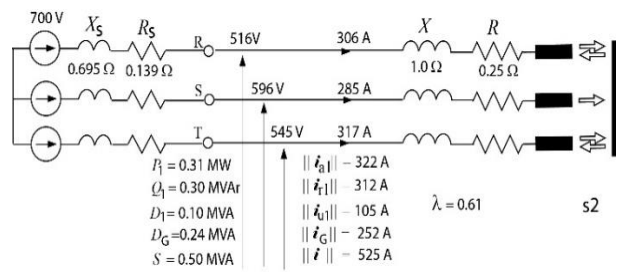 700 V
X_S R_S R 516V 306 A X R
0.695 Ω 0.139 Ω 1.0 Ω 0.25 Ω
S 596 V 285 A
T 545 V 317 A
P_1 = 0.31 MW || i_a1|| – 322 A
Q_1 = 0.30 MVAr || i_r1|| – 312 A
D_1 = 0.10 MVA || i_u1|| – 105 A λ = 0.61 s2
D_G =0.24 MVA || i_G|| – 252 A
S = 0.50 MVA || i || – 525 A